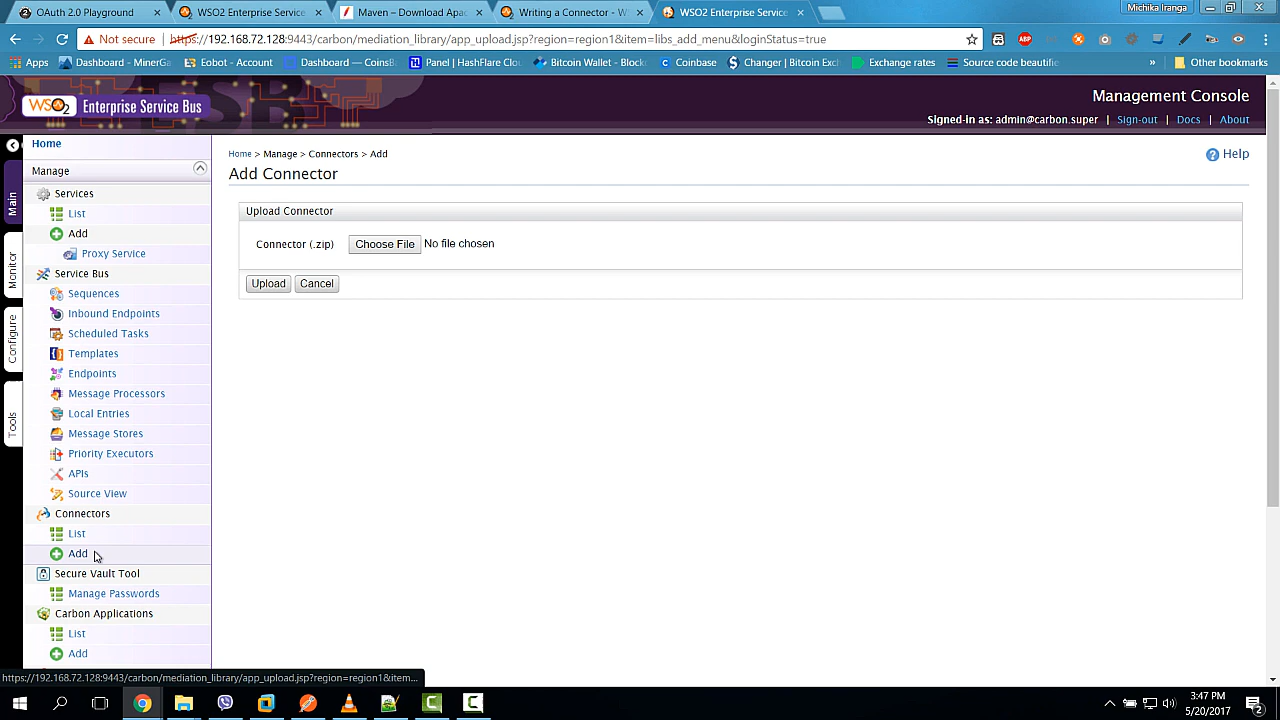 OAuth 2.0 Playground
WSO2 Enterprise Service
Maven – Download Apac
Writing a Connector - WS
WSO2 Enterprise Service
Michika Iranga
Not secure
https://192.168.72.128:9443/carbon/mediation_library/app_upload.jsp?region=region1&item=libs_add_menu&loginStatus=true
Apps
Dashboard - MinerGa
Eobot - Account
Dashboard — CoinsBa
Panel | HashFlare Clou
Bitcoin Wallet - Block
Coinbase
Changer | Bitcoin Exch
Exchange rates
Source code beautifie
»
Other bookmarks
WSO2 Enterprise Service Bus
Management Console
Signed-in as: admin@carbon.super | Sign-out | Docs | About
Main
Monitor
Configure
Tools
Home
Manage
Services
List
Add
Proxy Service
Service Bus
Sequences
Inbound Endpoints
Scheduled Tasks
Templates
Endpoints
Message Processors
Local Entries
Message Stores
Priority Executors
APIs
Source View
Connectors
List
Add
Secure Vault Tool
Manage Passwords
Carbon Applications
List
Add
Home > Manage > Connectors > Add
Help
Add Connector
Upload Connector
Connector (.zip) Choose File No file chosen
Upload Cancel
https://192.168.72.128:9443/carbon/mediation_library/app_upload.jsp?region=region1&item...
3:47 PM
5/20/2017
2